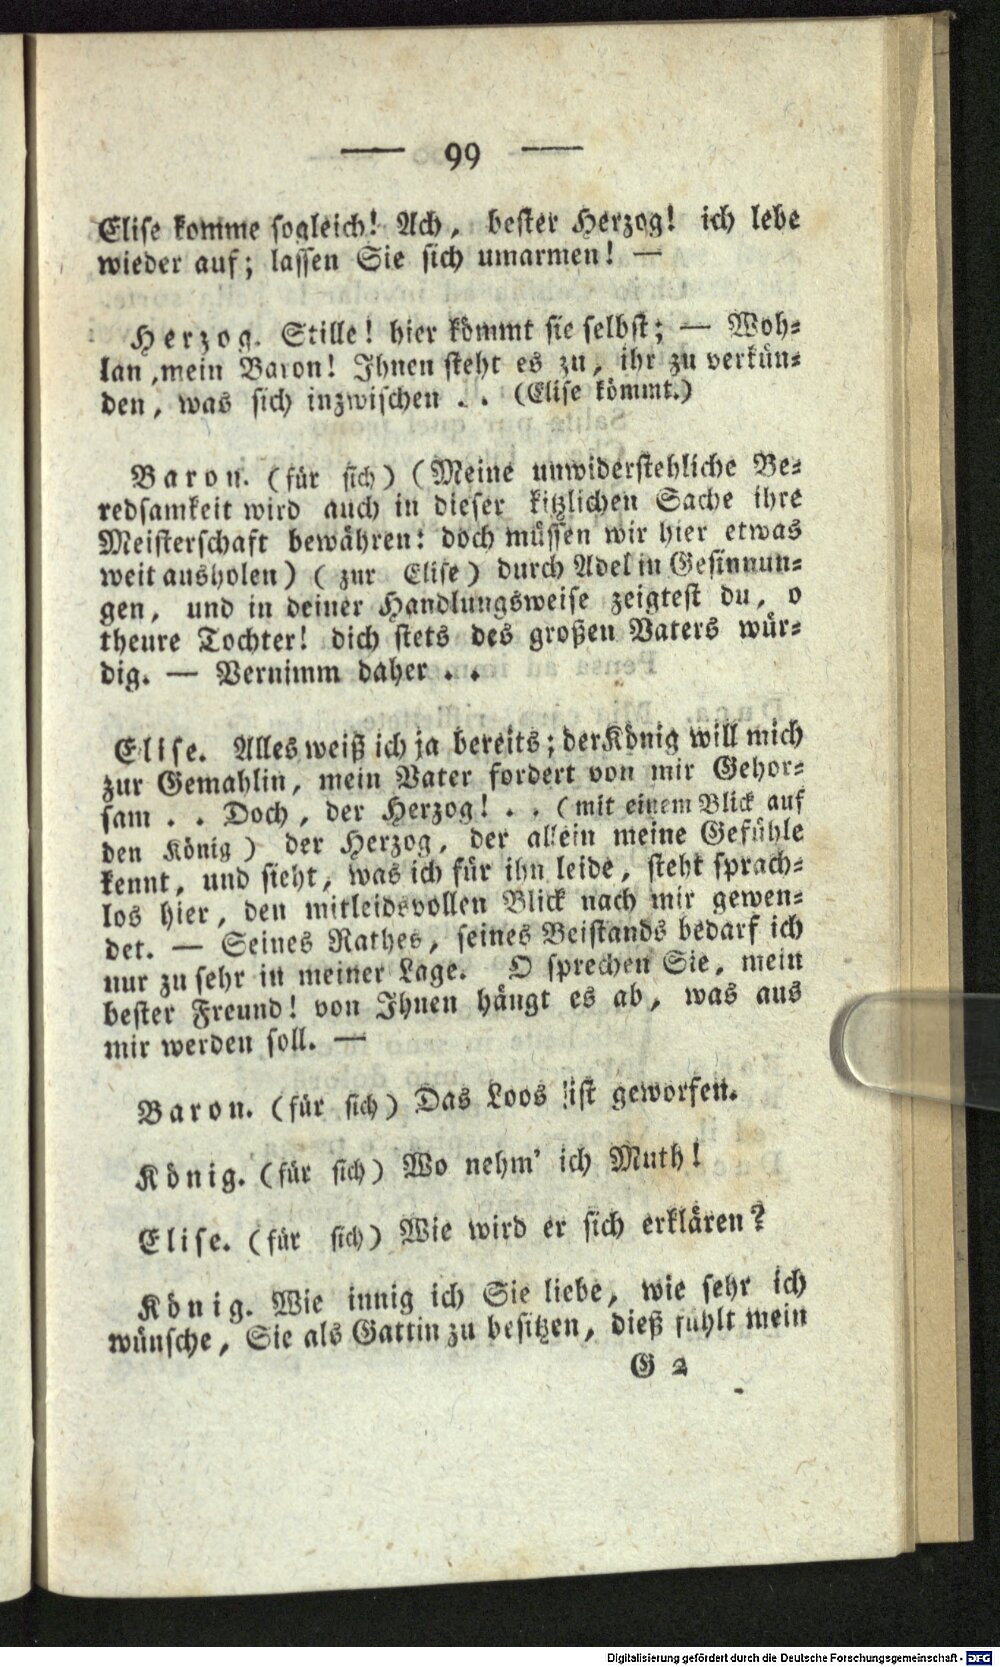 — 99 —
Elise komme sogleich! Ach, bester Herzog! ich lebe
wieder auf; lassen Sie sich umarmen! —
Herzog. Stille! hier kömmt sie selbst; — Woh-
lan, mein Baron! Ihnen steht es zu, ihr zu verkün-
den, was sich inzwischen . . (Elise kömmt.)
Baron. (für sich) (Meine unwiderstehliche Be-
redsamkeit wird auch in dieser kitzlichen Sache ihre
Meisterschaft bewähren: doch müssen wir hier etwas
weit ausholen) (zur Elise) durch Adel in Gesinnun-
gen, und in deiner Handlungsweise zeigtest du, o
theure Tochter! dich stets des großen Vaters wür-
dig. — Vernimm daher . .
Elise. Alles weiß ich ja bereits; der König will mich
zur Gemahlin, mein Vater fordert von mir Gehor-
sam . . Doch, der Herzog! . . (mit einem Blick auf
den König) der Herzog, der allein meine Gefühle
kennt, und sieht, was ich für ihn leide, steht sprach-
los hier, den mitleidsvollen Blick nach mir gewen-
det. — Seines Rathes, seines Beistands bedarf ich
nur zu sehr in meiner Lage. O sprechen Sie, mein
bester Freund! von Ihnen hängt es ab, was aus
mir werden soll. —
Baron. (für sich) Das Loos ist geworfen.
König. (für sich) Wo nehm' ich Muth!
Elise. (für sich) Wie wird er sich erklären?
König. Wie innig ich Sie liebe, wie sehr ich
wünsche, Sie als Gattin zu besitzen, dieß fühlt mein
G 2
Digitalisierung gefördert durch die Deutsche Forschungsgemeinschaft - DFG